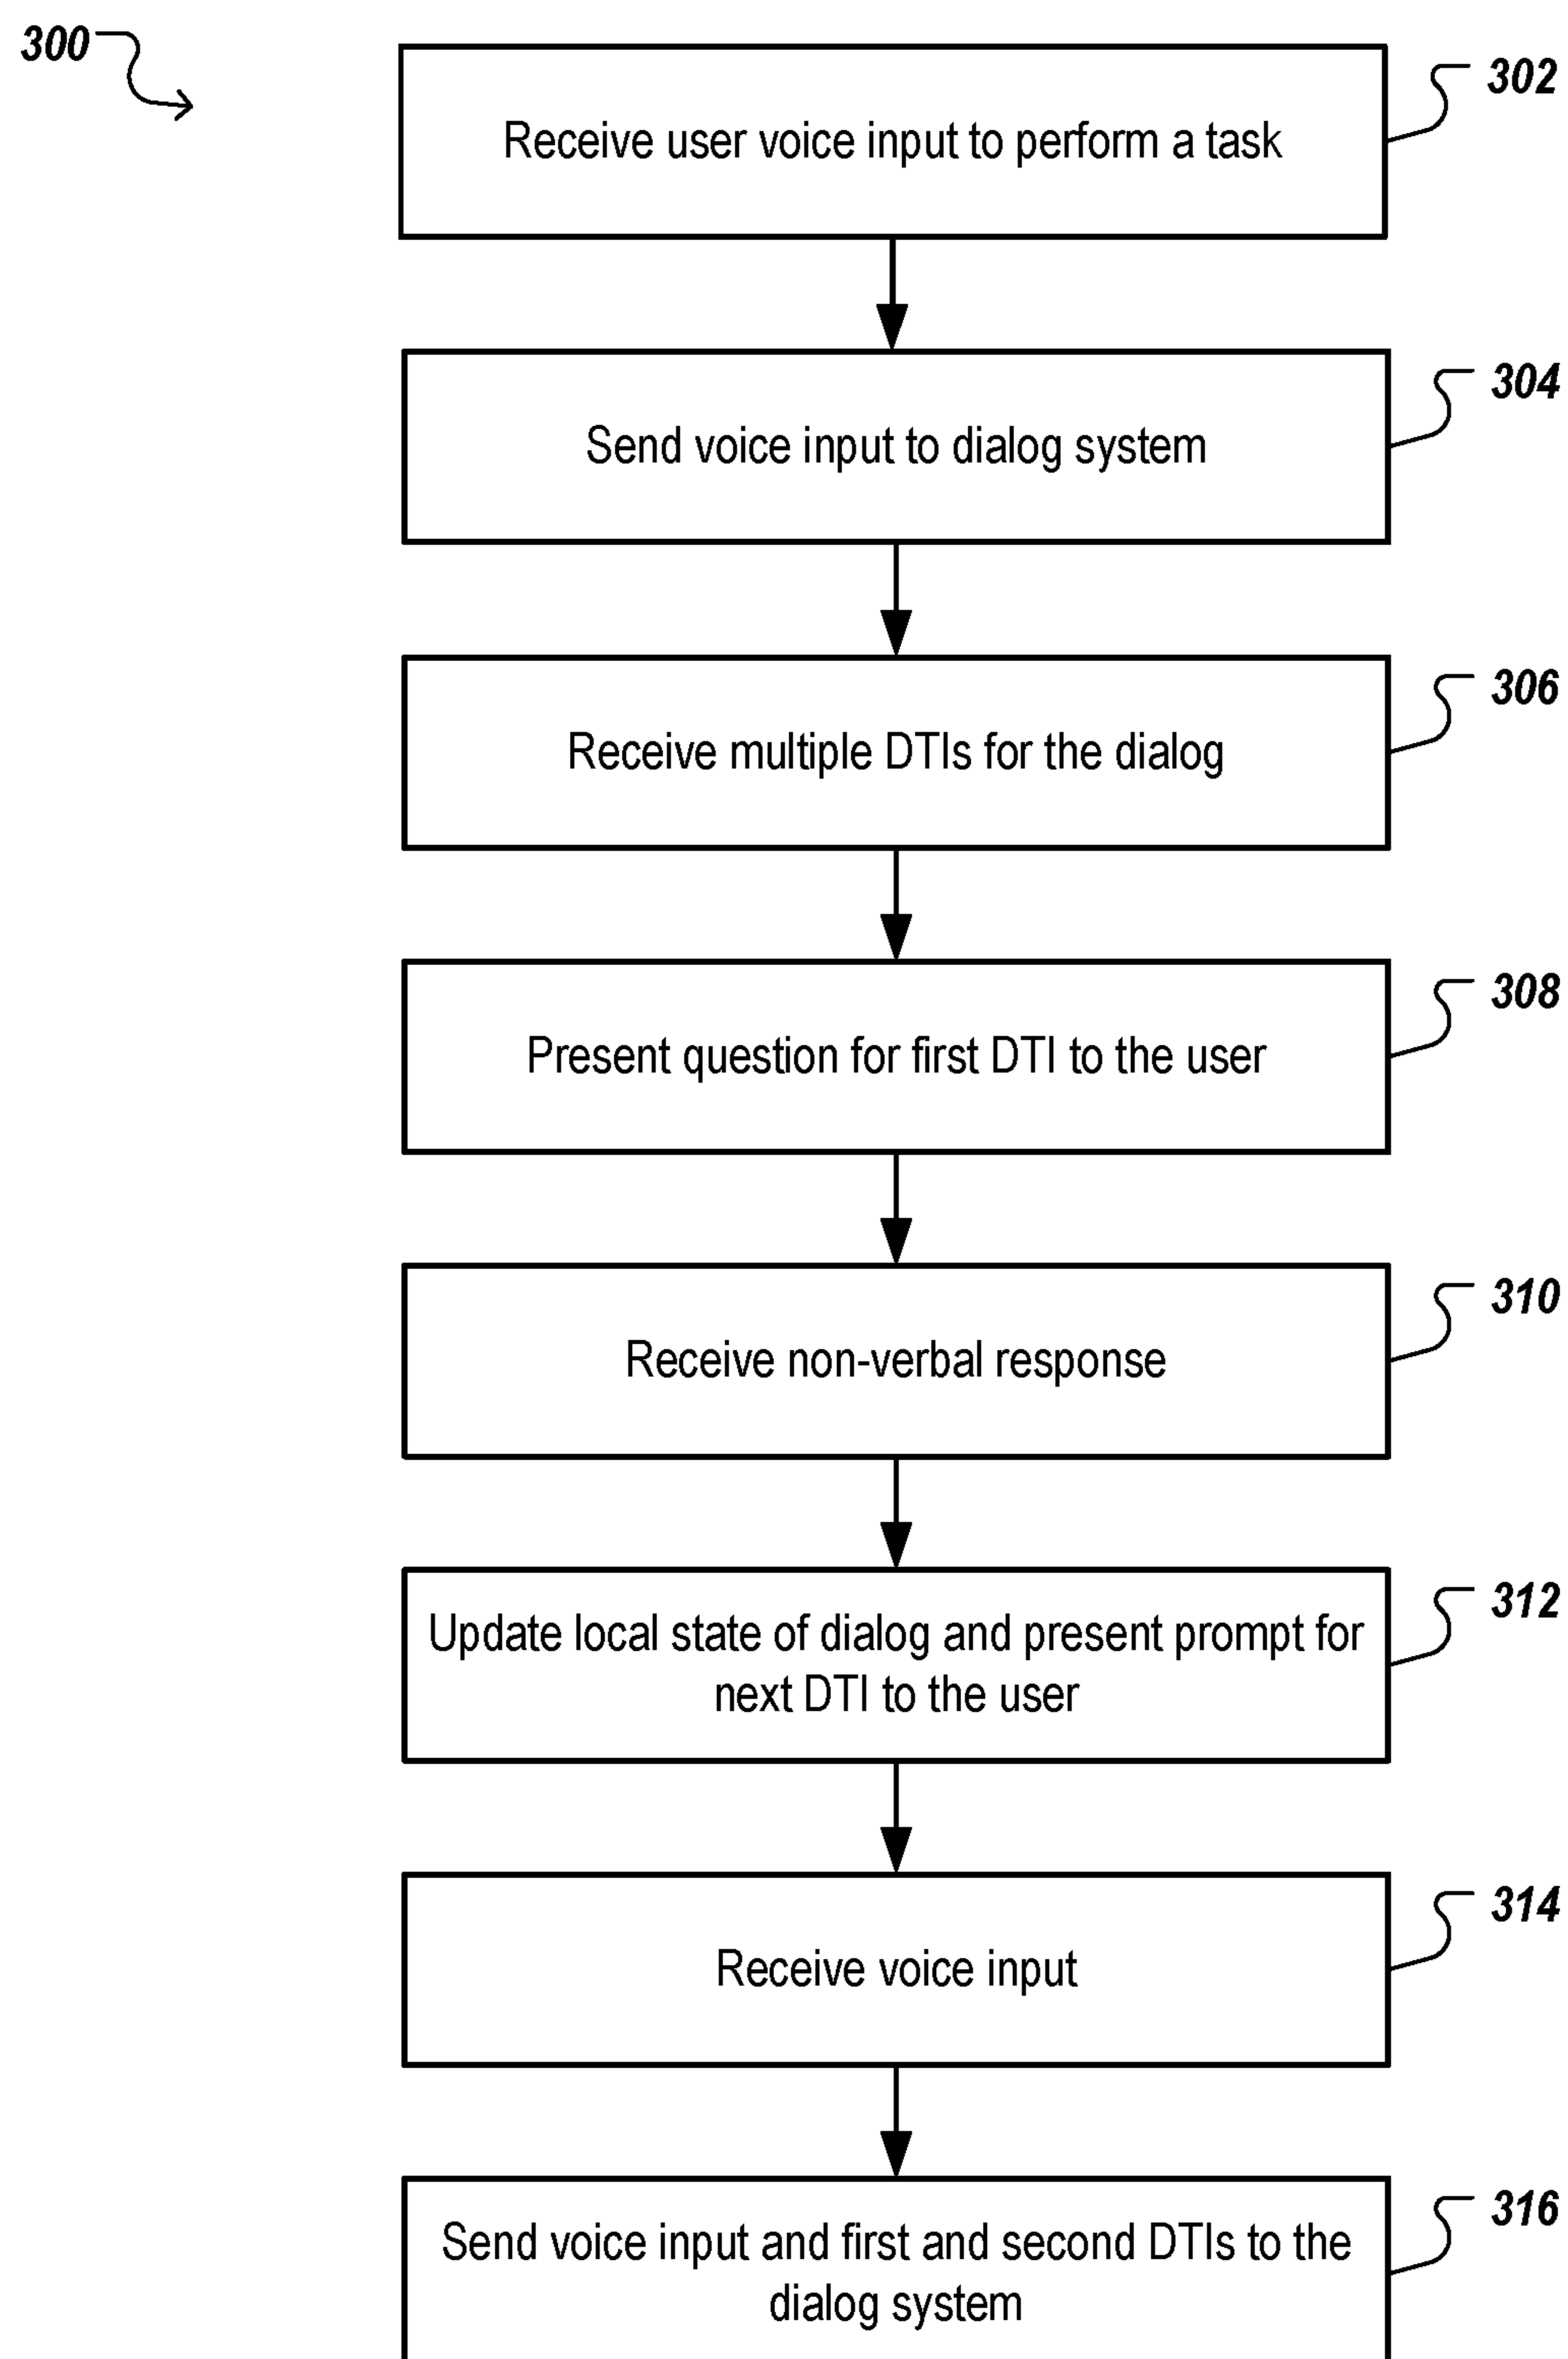 300
302
Receive user voice input to perform a task
304
Send voice input to dialog system
306
Receive multiple DTIs for the dialog
308
Present question for first DTI to the user
310
Receive non-verbal response
312
Update local state of dialog and present prompt for
next DTI to the user
314
Receive voice input
316
Send voice input and first and second DTIs to the
dialog system